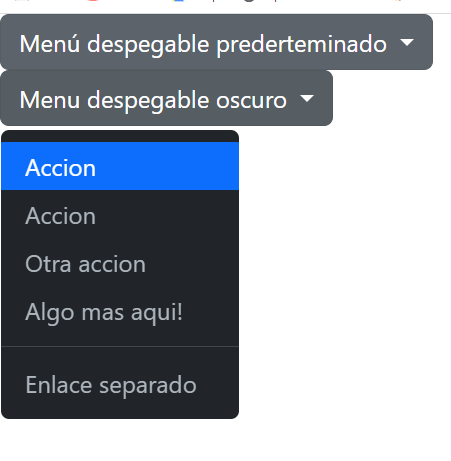 Menú despegable prederteminado
Menu despegable oscuro
Accion
Accion
Otra accion
Algo mas aqui!
Enlace separado